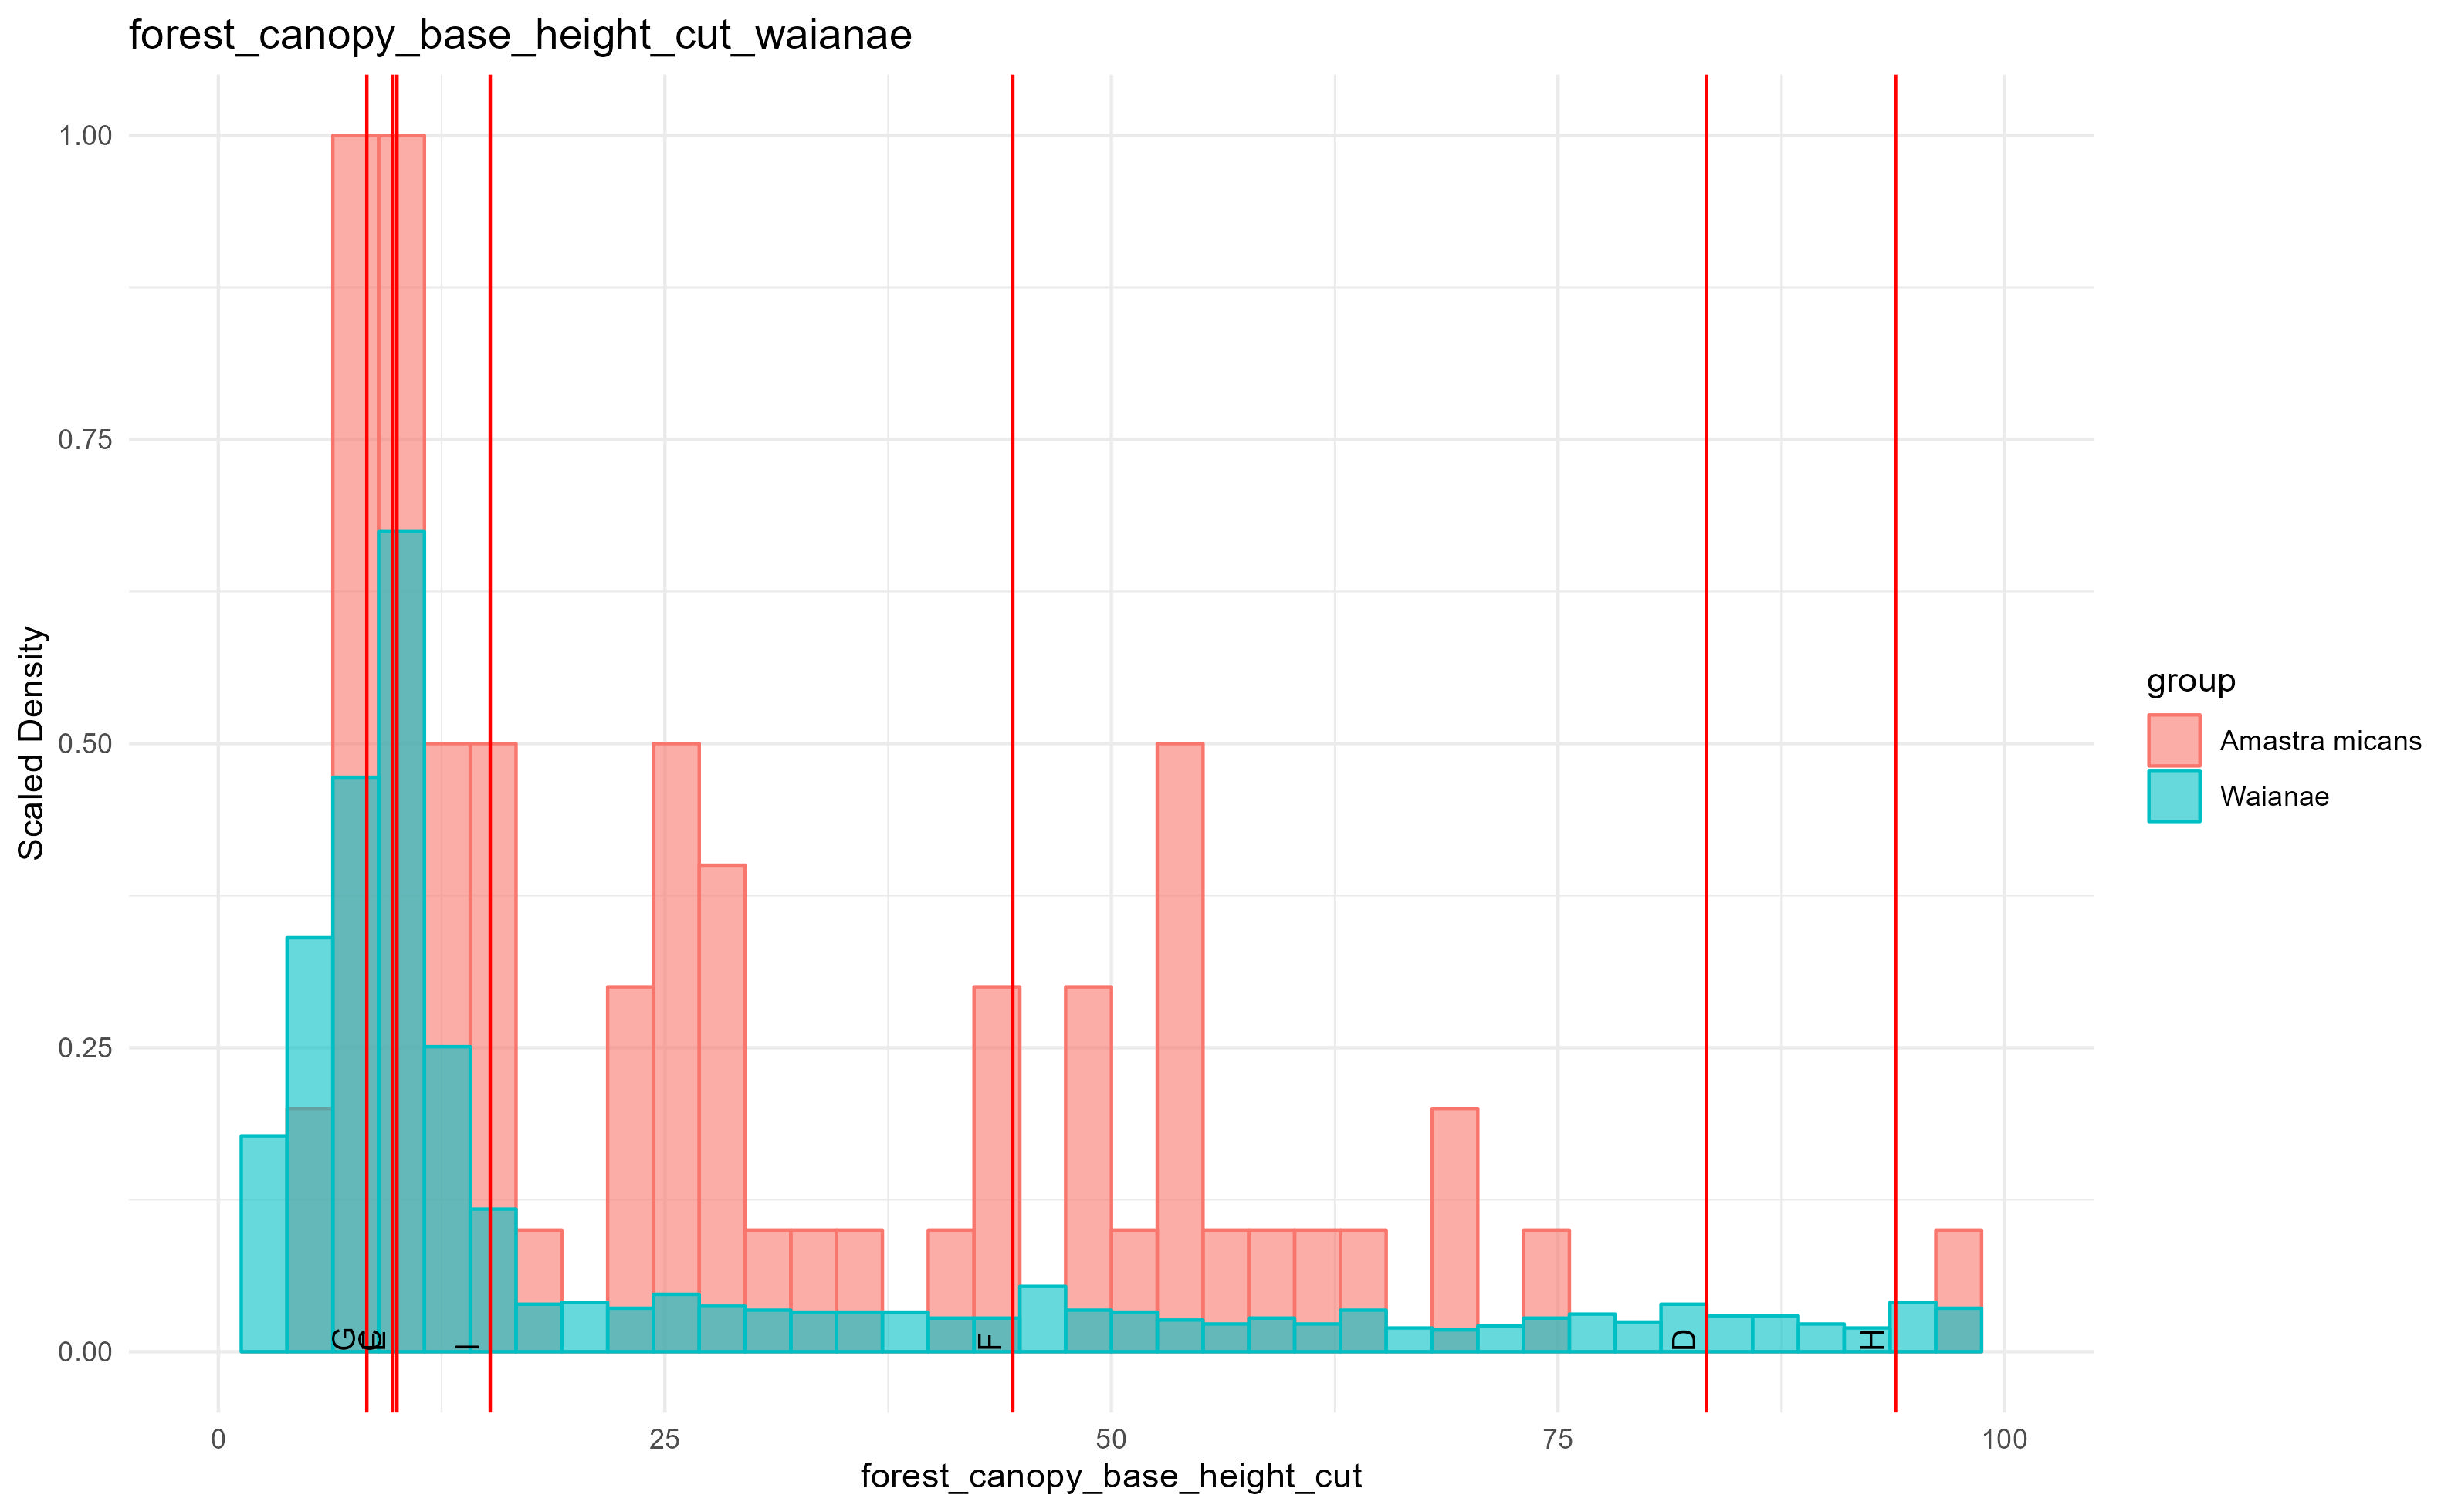 forest_canopy_base_height_cut_waianae
1.00
0.75
0.50
0.25
0.00
Scaled Density
G
E
I
F
D
H
0
25
50
75
100
forest_canopy_base_height_cut
group
Amastra micans
Waianae